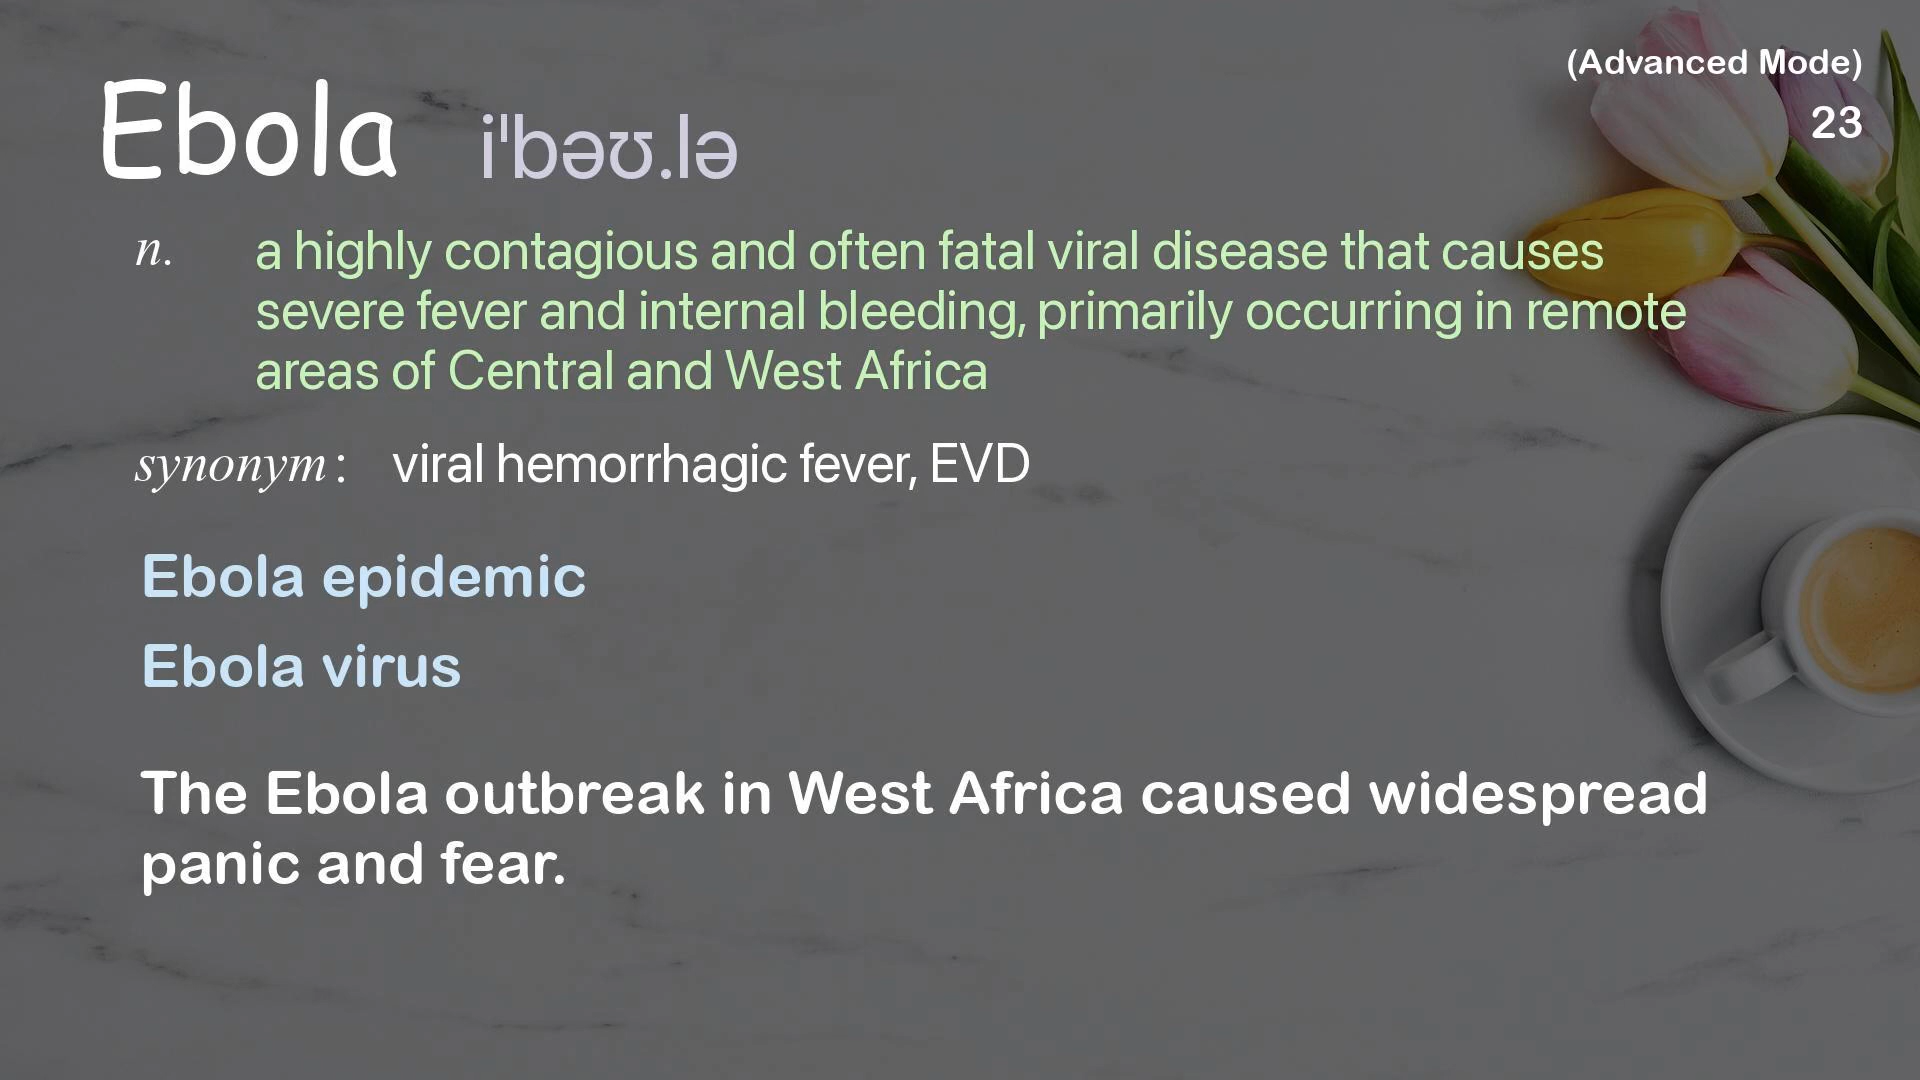 (Advanced Mode)
23
Ebola iˈbəʊ.lə
n. a highly contagious and often fatal viral disease that causes
severe fever and internal bleeding, primarily occurring in remote
areas of Central and West Africa
synonym: viral hemorrhagic fever, EVD
Ebola epidemic
Ebola virus
The Ebola outbreak in West Africa caused widespread
panic and fear.